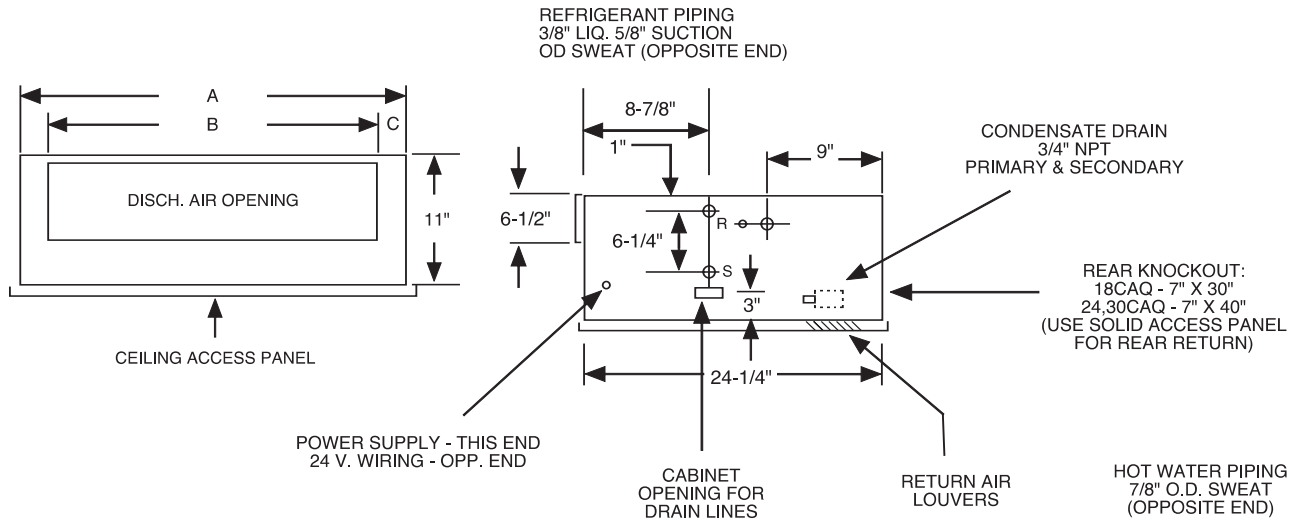 REFRIGERANT PIPING
3/8" LIQ. 5/8" SUCTION
OD SWEAT (OPPOSITE END)
A
B
C
DISCH. AIR OPENING
11"
CEILING ACCESS PANEL
8-7/8"
1"
9"
6-1/2"
6-1/4"
R
S
3"
24-1/4"
CONDENSATE DRAIN
3/4" NPT
PRIMARY & SECONDARY
REAR KNOCKOUT:
18CAQ - 7" X 30"
24,30CAQ - 7" X 40"
(USE SOLID ACCESS PANEL
FOR REAR RETURN)
POWER SUPPLY - THIS END
24 V. WIRING - OPP. END
CABINET
OPENING FOR
DRAIN LINES
RETURN AIR
LOUVERS
HOT WATER PIPING
7/8" O.D. SWEAT
(OPPOSITE END)